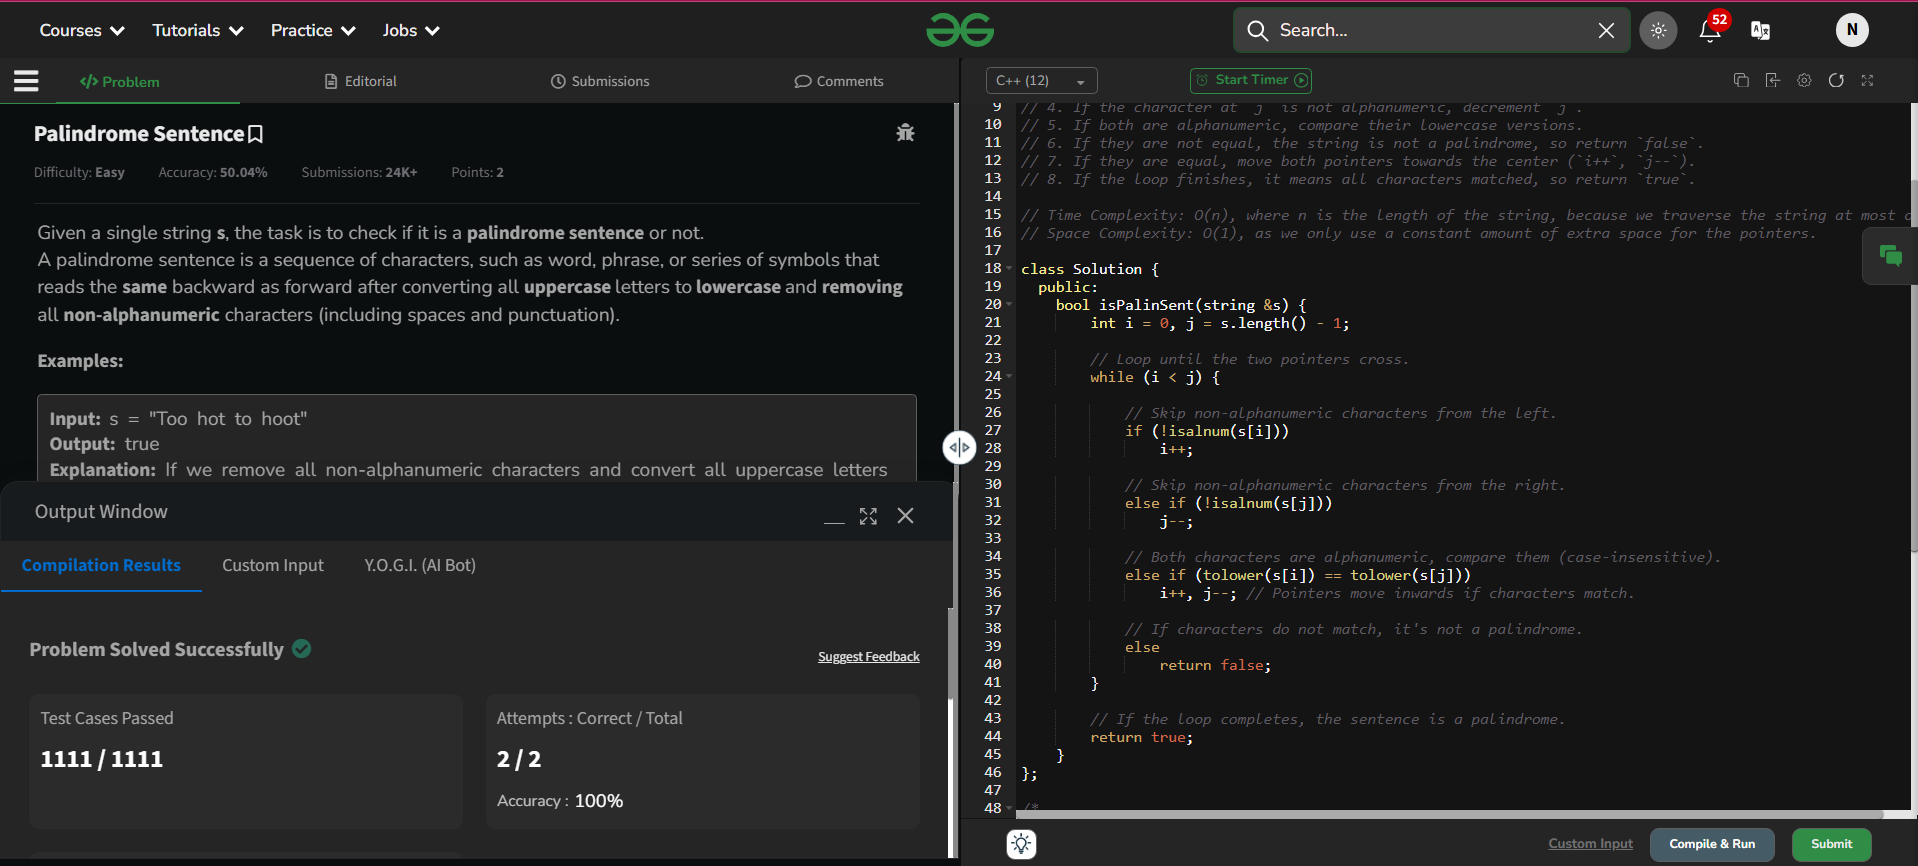 Courses Tutorials Practice Jobs Search... 52 N
Problem Editorial Submissions Comments
Palindrome Sentence
Difficulty: Easy Accuracy: 50.04% Submissions: 24K+ Points: 2
Given a single string s, the task is to check if it is a palindrome sentence or not.
A palindrome sentence is a sequence of characters, such as word, phrase, or series of symbols that
reads the same backward as forward after converting all uppercase letters to lowercase and removing
all non-alphanumeric characters (including spaces and punctuation).
Examples:
Input: s = "Too hot to hoot"
Output: true
Explanation: If we remove all non-alphanumeric characters and convert all uppercase letters
Output Window
Compilation Results Custom Input Y.O.G.I. (AI Bot)
Problem Solved Successfully
Suggest Feedback
Test Cases Passed
1111 / 1111
Attempts : Correct / Total
2 / 2
Accuracy : 100%
C++ (12) Start Timer
9 // 4. If the character at `j` is not alphanumeric, decrement `j`.
10 // 5. If both are alphanumeric, compare their lowercase versions.
11 // 6. If they are not equal, the string is not a palindrome, so return `false`.
12 // 7. If they are equal, move both pointers towards the center (`i++`, `j--`).
13 // 8. If the loop finishes, it means all characters matched, so return `true`.
14
15 // Time Complexity: O(n), where n is the length of the string, because we traverse the string at most
16 // Space Complexity: O(1), as we only use a constant amount of extra space for the pointers.
17
18 class Solution {
19 public:
20 bool isPalinSent(string &s) {
21 int i = 0, j = s.length() - 1;
22
23 // Loop until the two pointers cross.
24 while (i < j) {
25
26 // Skip non-alphanumeric characters from the left.
27 if (!isalnum(s[i]))
28 i++;
29
30 // Skip non-alphanumeric characters from the right.
31 else if (!isalnum(s[j]))
32 j--;
33
34 // Both characters are alphanumeric, compare them (case-insensitive).
35 else if (tolower(s[i]) == tolower(s[j]))
36 i++, j--; // Pointers move inwards if characters match.
37
38 // If characters do not match, it's not a palindrome.
39 else
40 return false;
41 }
42
43 // If the loop completes, the sentence is a palindrome.
44 return true;
45 }
46 };
47
48 /*
Custom Input Compile & Run Submit